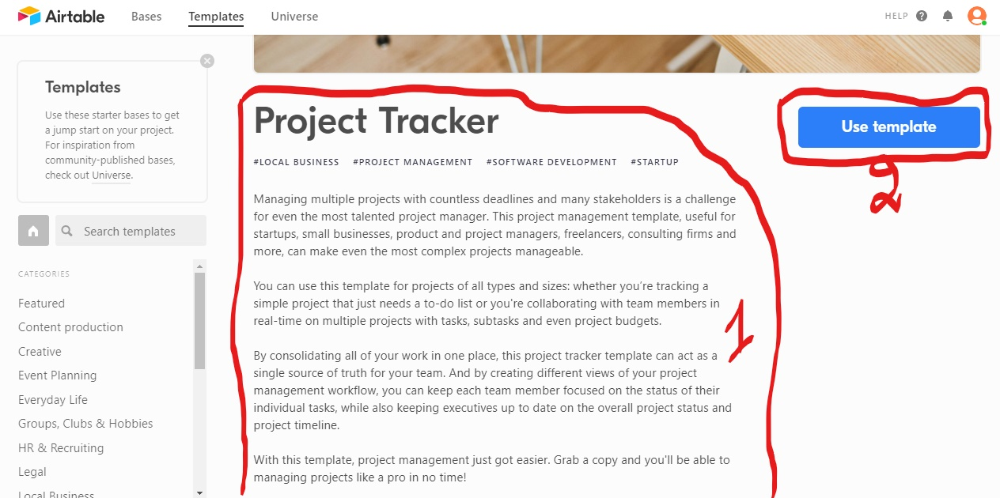 Airtable
Bases
Templates
Universe
HELP
Templates
Use these starter bases to get
a jump start on your project.
For inspiration from
community-published bases,
check out Universe.
Search templates
CATEGORIES
Featured
Content production
Creative
Event Planning
Everyday Life
Groups, Clubs & Hobbies
HR & Recruiting
Legal
Local Business
Project Tracker
#LOCAL BUSINESS #PROJECT MANAGEMENT #SOFTWARE DEVELOPMENT #STARTUP
Managing multiple projects with countless deadlines and many stakeholders is a challenge
for even the most talented project manager. This project management template, useful for
startups, small businesses, product and project managers, freelancers, consulting firms and
more, can make even the most complex projects manageable.
You can use this template for projects of all types and sizes: whether you’re tracking a
simple project that just needs a to-do list or you're collaborating with team members in
real-time on multiple projects with tasks, subtasks and even project budgets.
By consolidating all of your work in one place, this project tracker template can act as a
single source of truth for your team. And by creating different views of your project
management workflow, you can keep each team member focused on the status of their
individual tasks, while also keeping executives up to date on the overall project status and
project timeline.
With this template, project management just got easier. Grab a copy and you'll be able to
managing projects like a pro in no time!
1
Use template
2